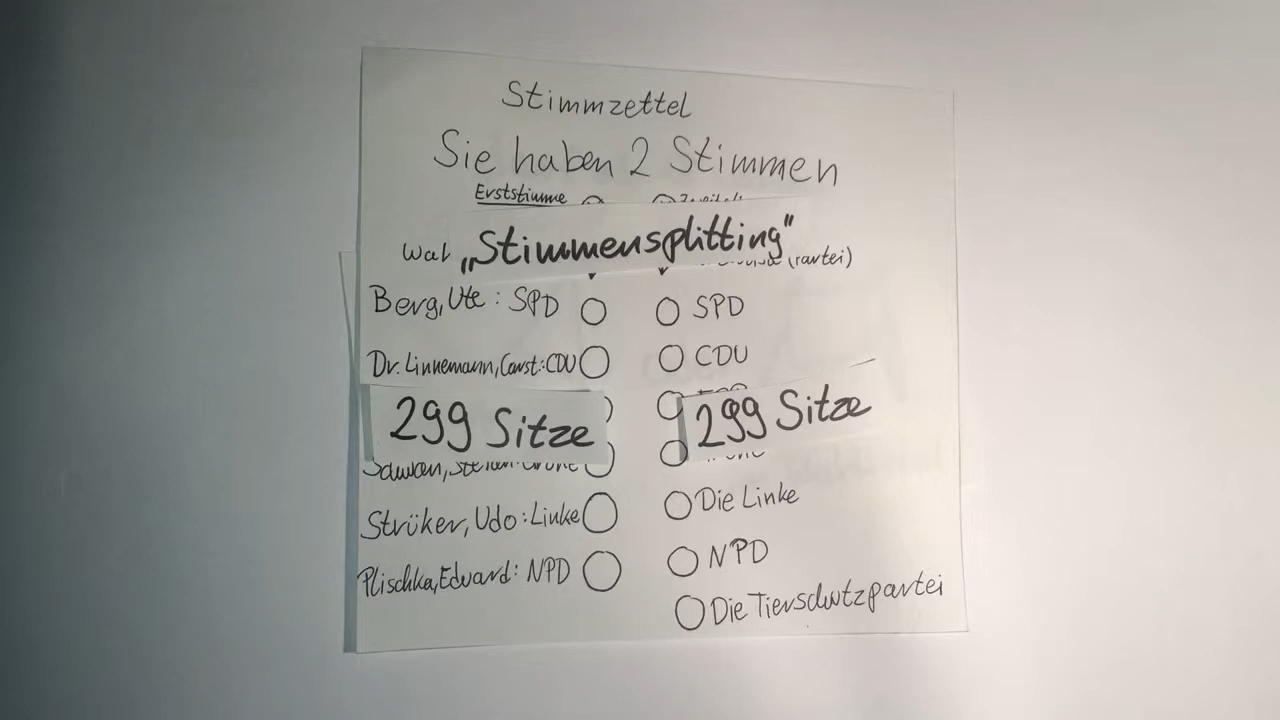 Stimmzettel
Sie haben 2 Stimmen
Erststimme
Wal „Stimmensplitting"
Berg, Ute: SPD
SPD
Dr. Linnemann, Carst.: CDU
CDU
299 Sitze
299 Sitze
Strüker, Udo: Linke
Die Linke
Plischka, Eduard: NPD
NPD
Die Tierschutzpartei